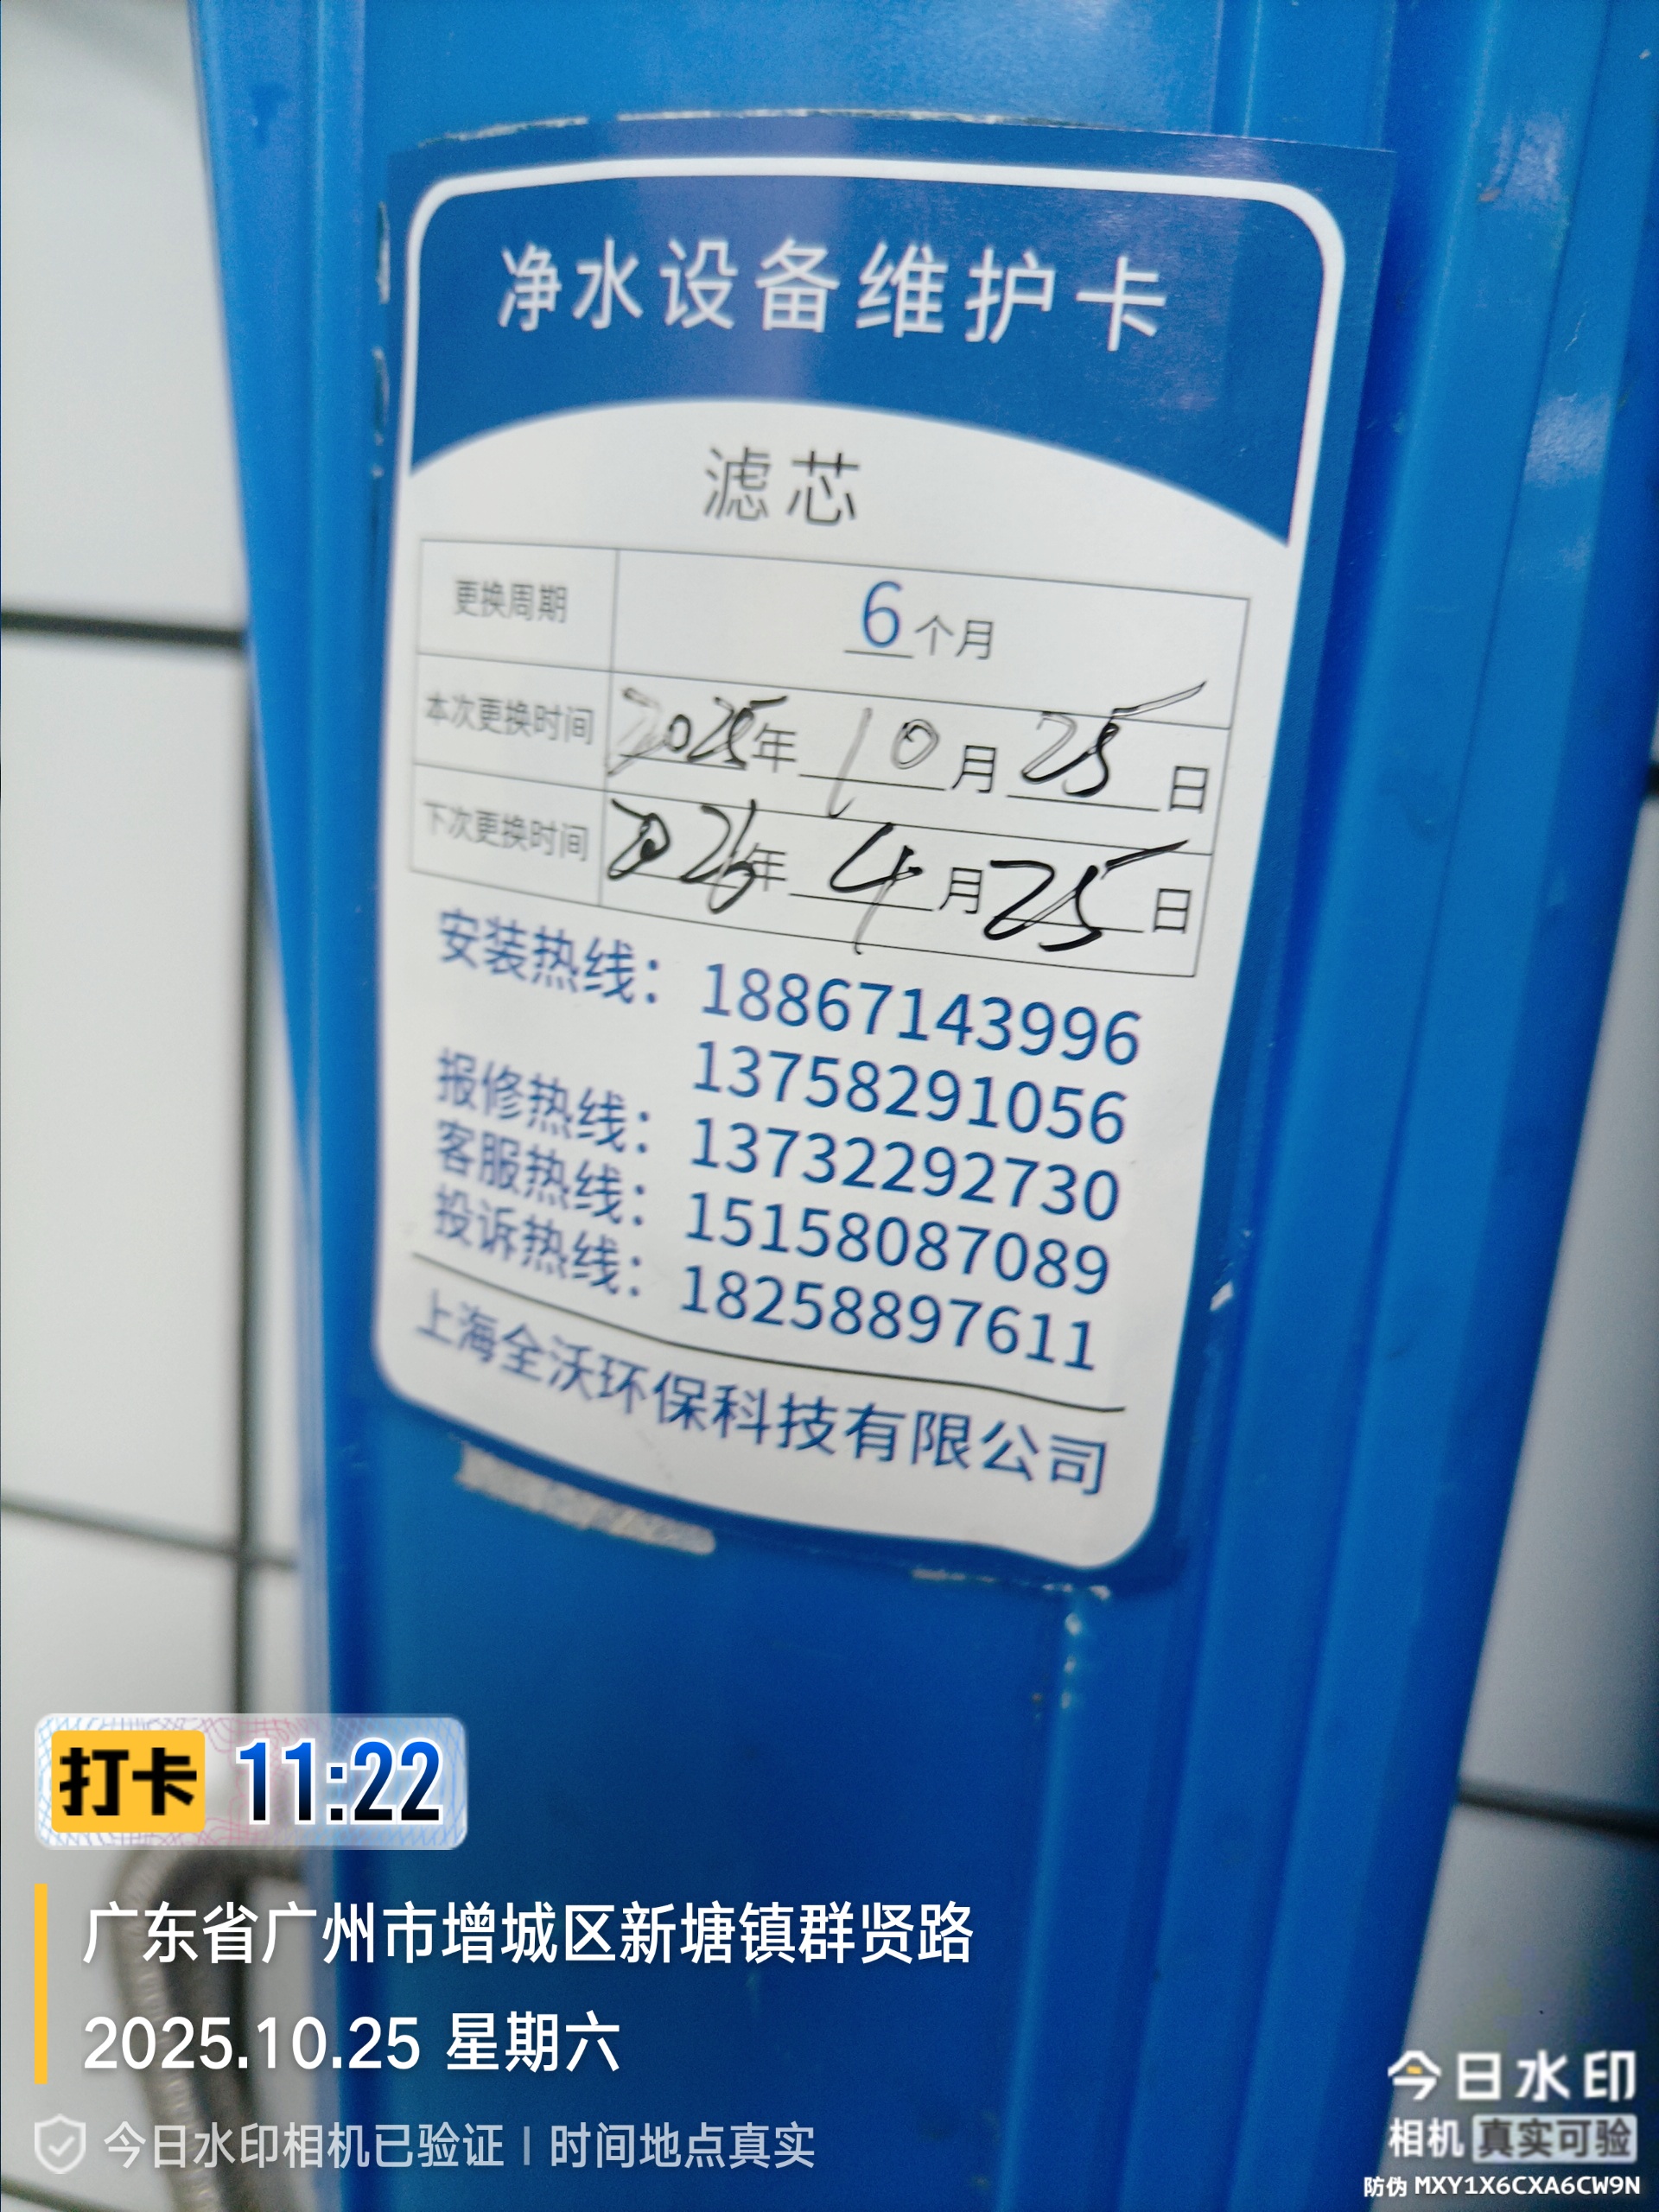 净水设备维护卡
滤芯
更换周期 6个月
本次更换时间 2025年10月25日
下次更换时间 2026年4月25日
安装热线：18867143996
13758291056
报修热线：13732292730
客服热线：15158087089
投诉热线：18258897611
上海全沃环保科技有限公司
打卡 11:22
广东省广州市增城区新塘镇群贤路
2025.10.25 星期六
今日水印相机已验证 | 时间地点真实
今日水印
相机 真实可验
防伪 MXY1X6CXA6CW9N